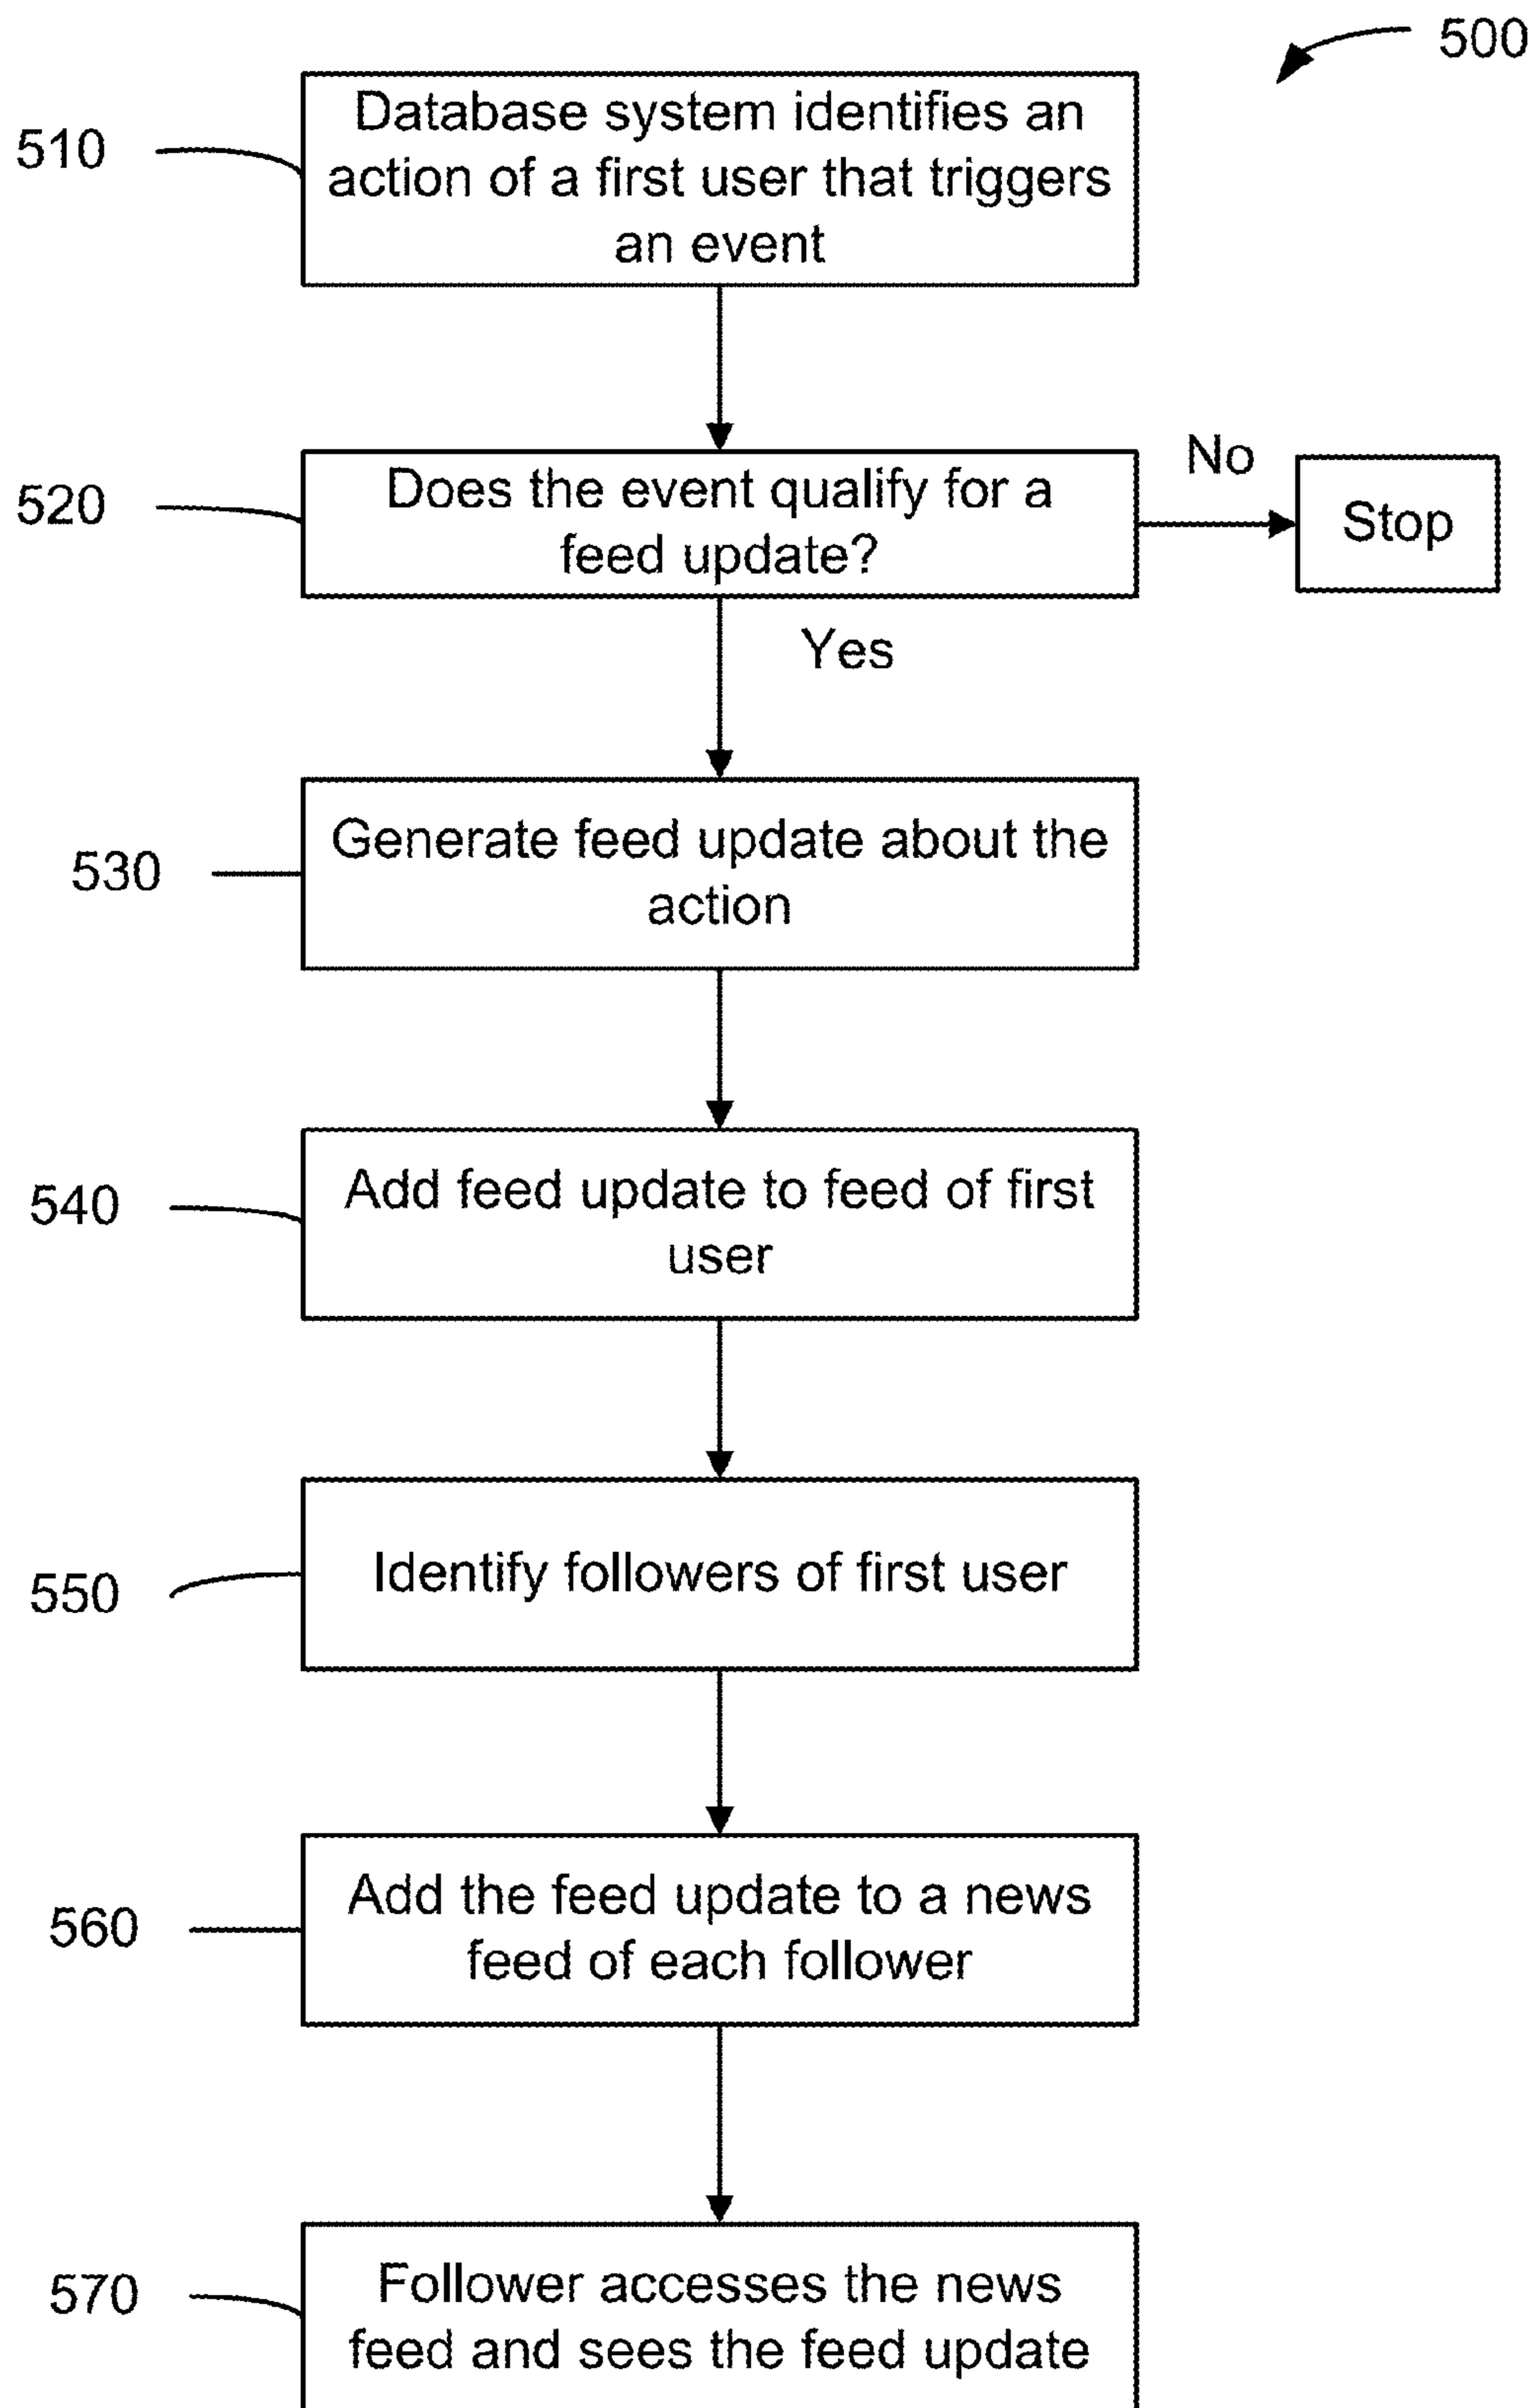 500
510
Database system identifies an
action of a first user that triggers
an event
520
Does the event qualify for a
feed update?
No
Stop
Yes
530
Generate feed update about the
action
540
Add feed update to feed of first
user
550
Identify followers of first user
560
Add the feed update to a news
feed of each follower
570
Follower accesses the news
feed and sees the feed update